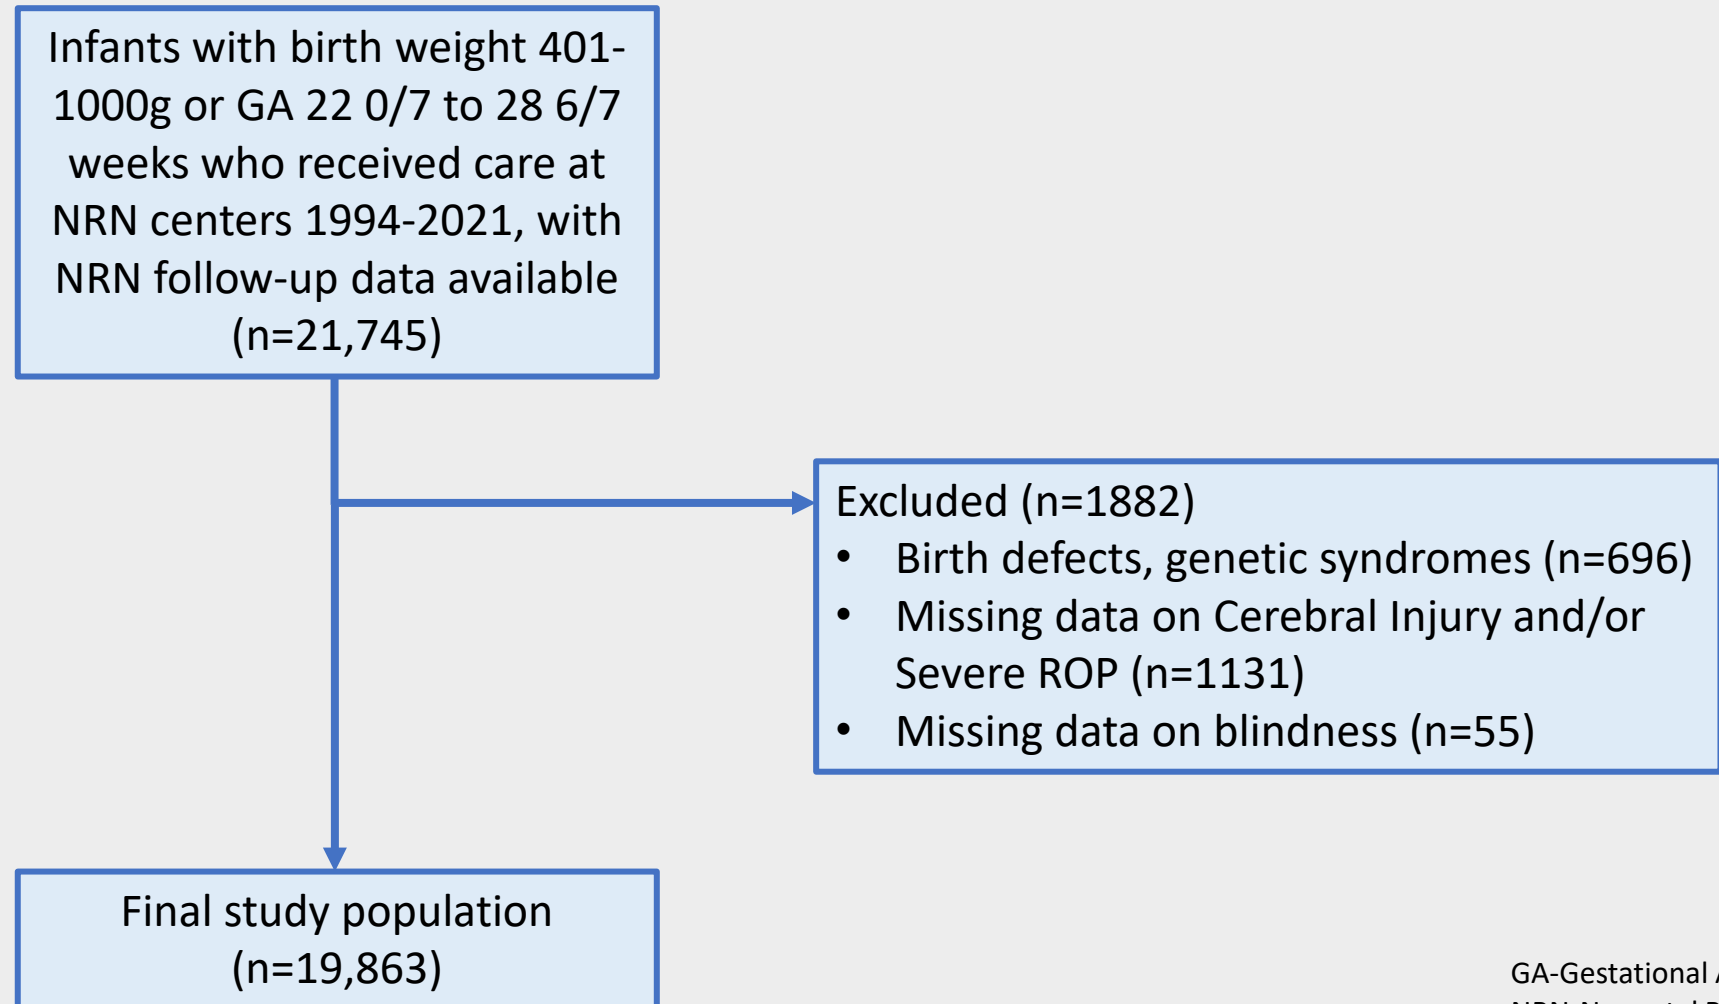 Infants with birth weight 401-
1000g or GA 22 0/7 to 28 6/7
weeks who received care at
NRN centers 1994-2021, with
NRN follow-up data available
(n=21,745)
Excluded (n=1882)
• Birth defects, genetic syndromes (n=696)
• Missing data on Cerebral Injury and/or
Severe ROP (n=1131)
• Missing data on blindness (n=55)
Final study population
(n=19,863)
GA-Gestational